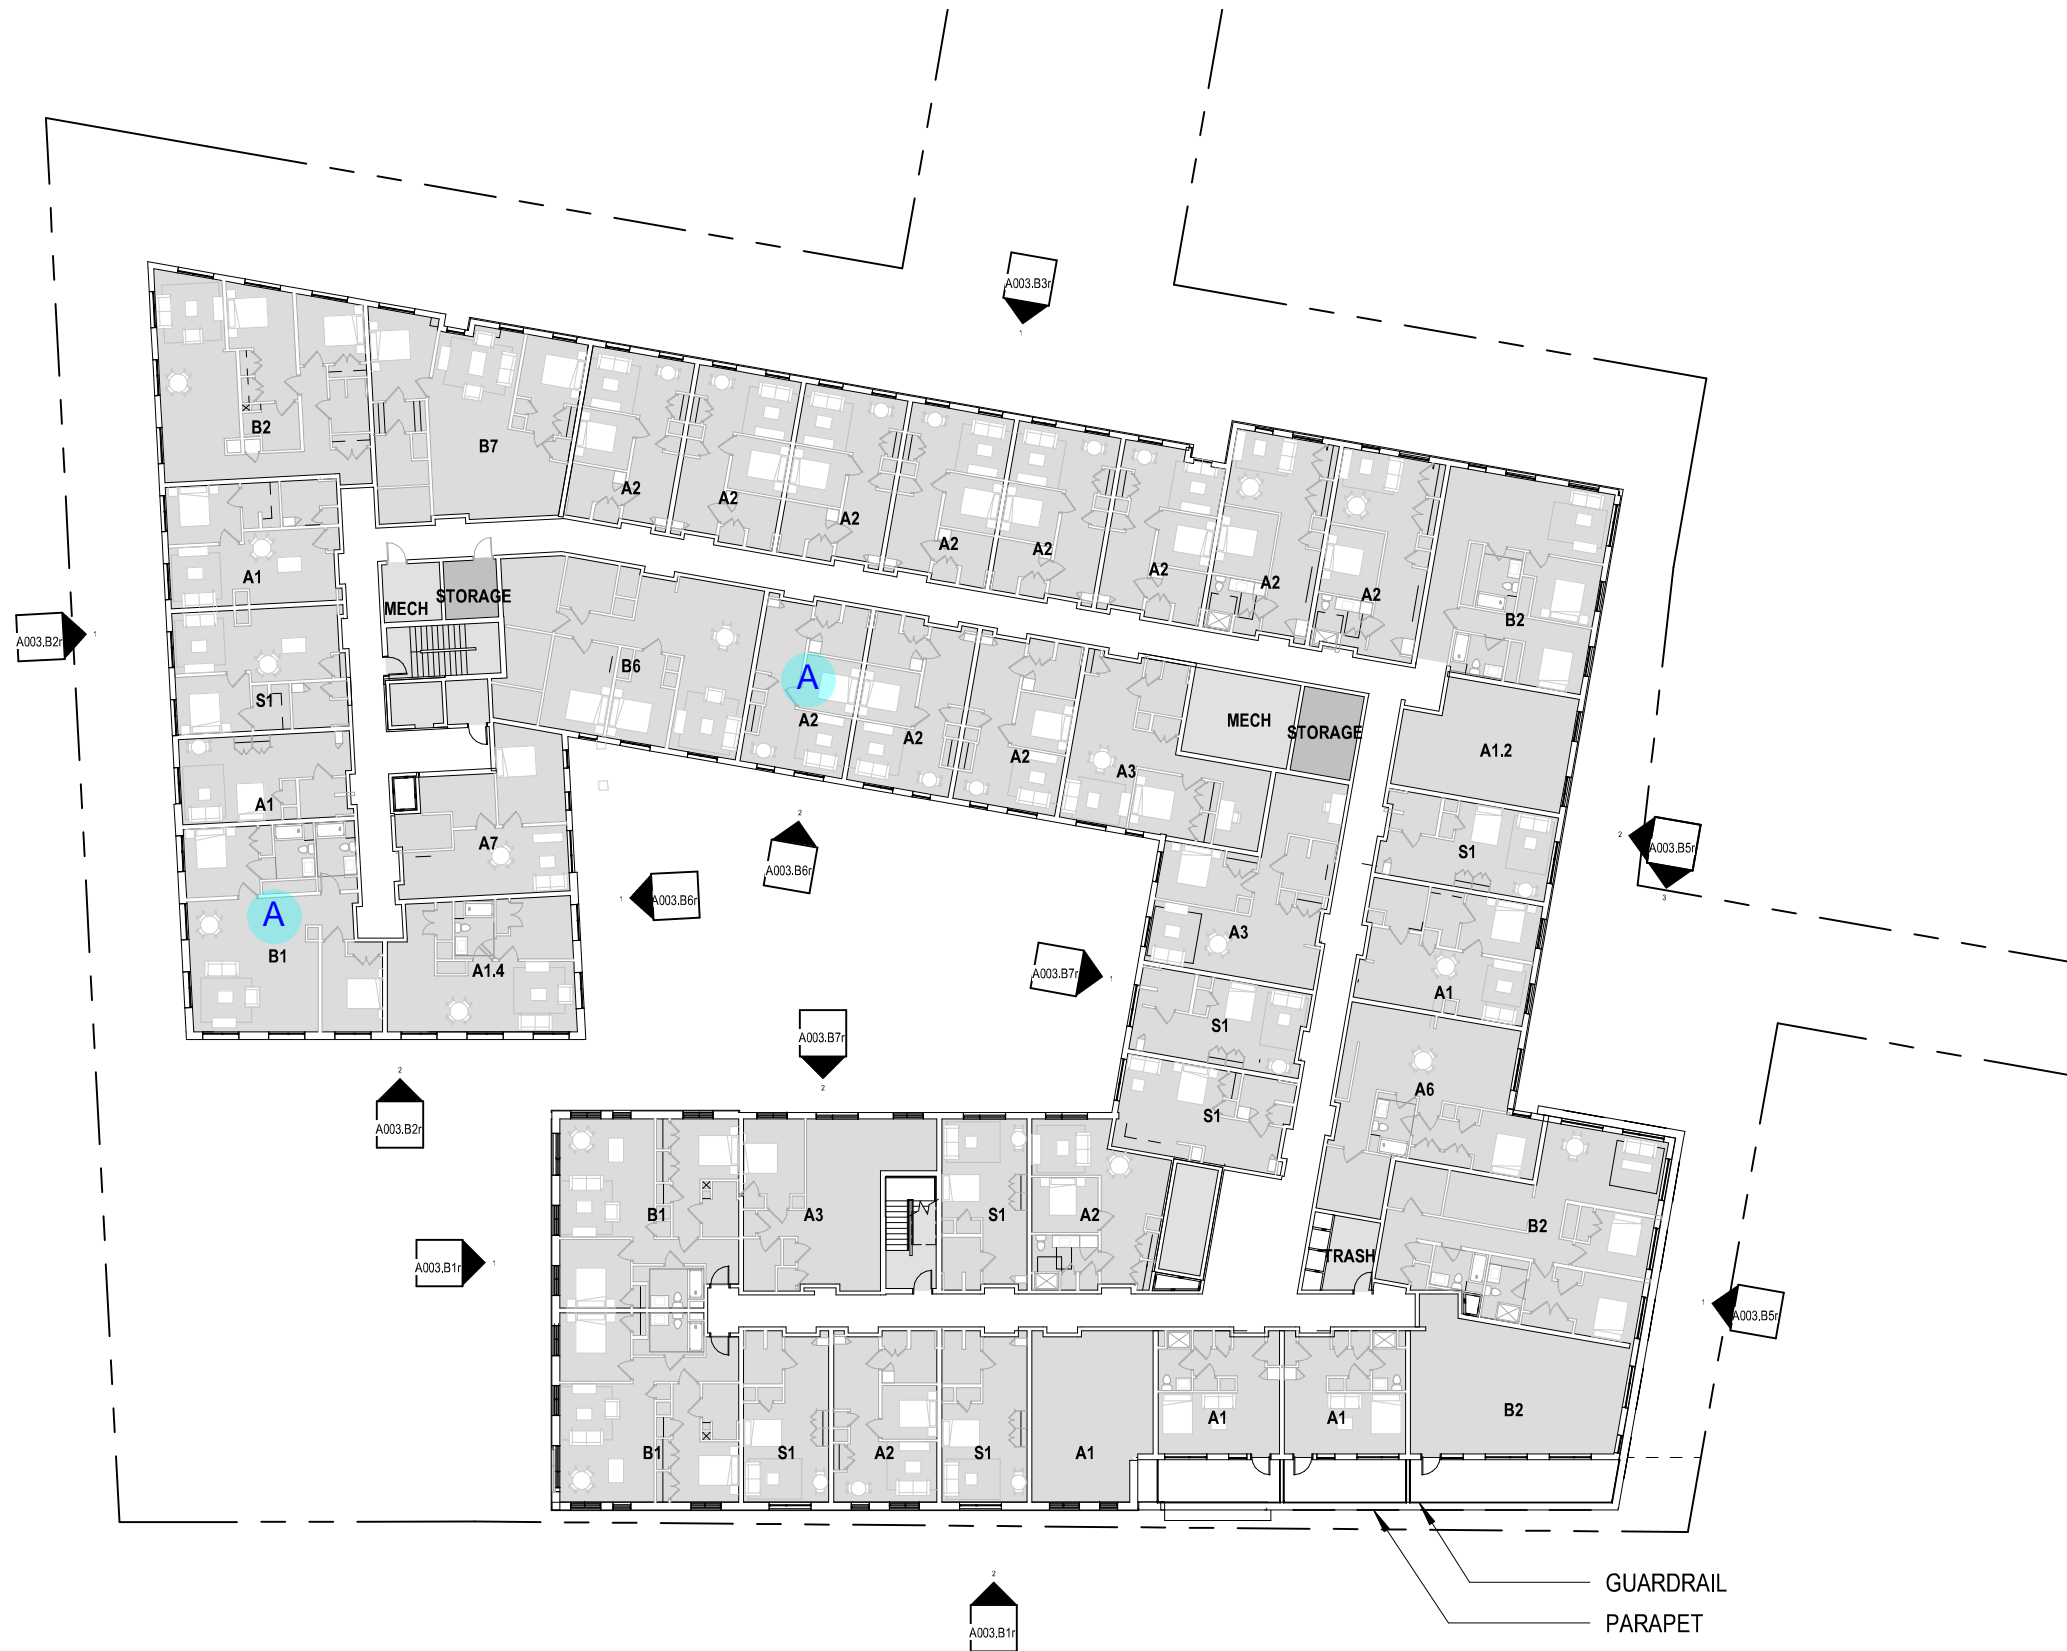 A003.B3r
1
B2
B7
A2
A2
A2
A2
A2
A2
A2
A2
B2
A1
MECH
STORAGE
A003.B2r
1
S1
B6
A
A2
A2
A2
A3
MECH
STORAGE
A1.2
A1
A7
2
A003.B6r
2
A003.B5r
3
S1
A
B1
A1.4
1
A003.B6r
A3
A003.B7r
1
S1
A1
A003.B7r
2
2
A003.B2r
S1
A6
B1
A3
S1
A2
B2
TRASH
A003.B1r
1
1
A003.B5r
B1
S1
A2
S1
A1
A1
A1
B2
2
A003.B1r
GUARDRAIL
PARAPET